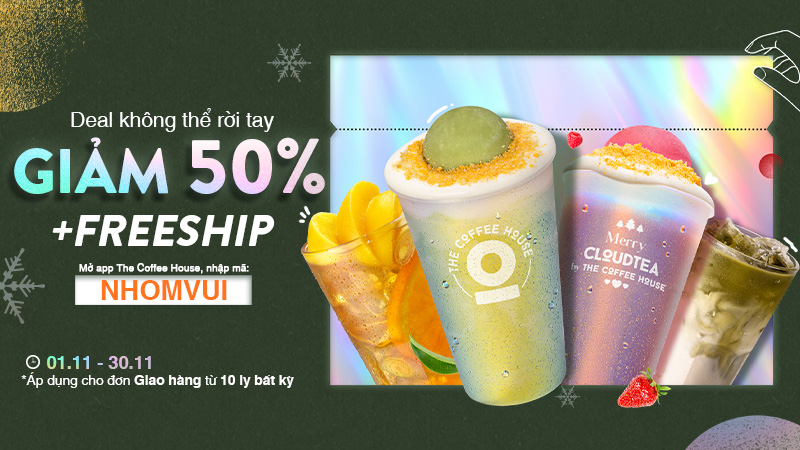 Deal không thể rời tay
GIẢM 50%
+FREESHIP
Mở app The Coffee House, nhập mã:
NHOMVUI
01.11 - 30.11
*Áp dụng cho đơn Giao hàng từ 10 ly bất kỳ
THE COFFEE HOUSE
Merry
CLOUDTEA
by THE COFFEE HOUSE